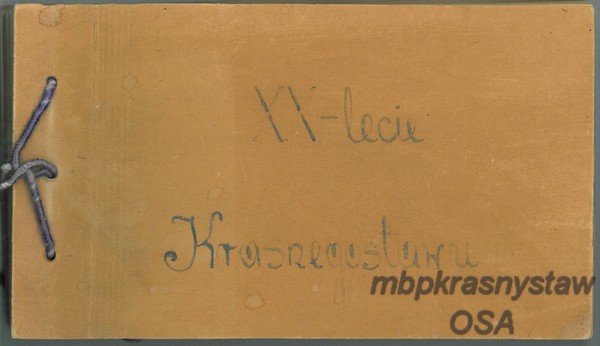 XX-lecie
Krasnegostawu
mbpkrasnystaw
OSA